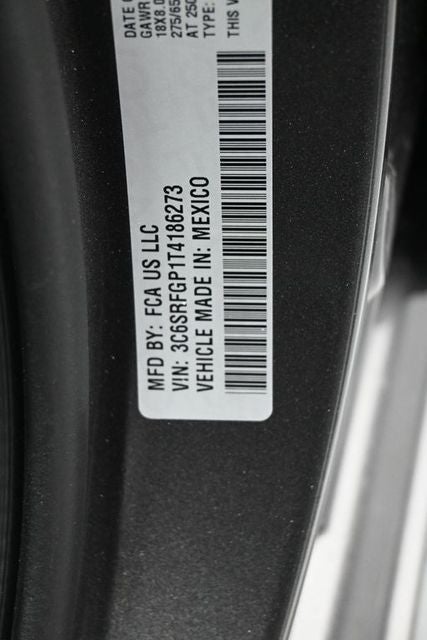 MFD BY: FCA US LLC
VIN: 3C6SRFGP1T4186273
VEHICLE MADE IN: MEXICO
DATE
GAWR
18X8.0
275/65
AT 250
TYPE:
THIS V